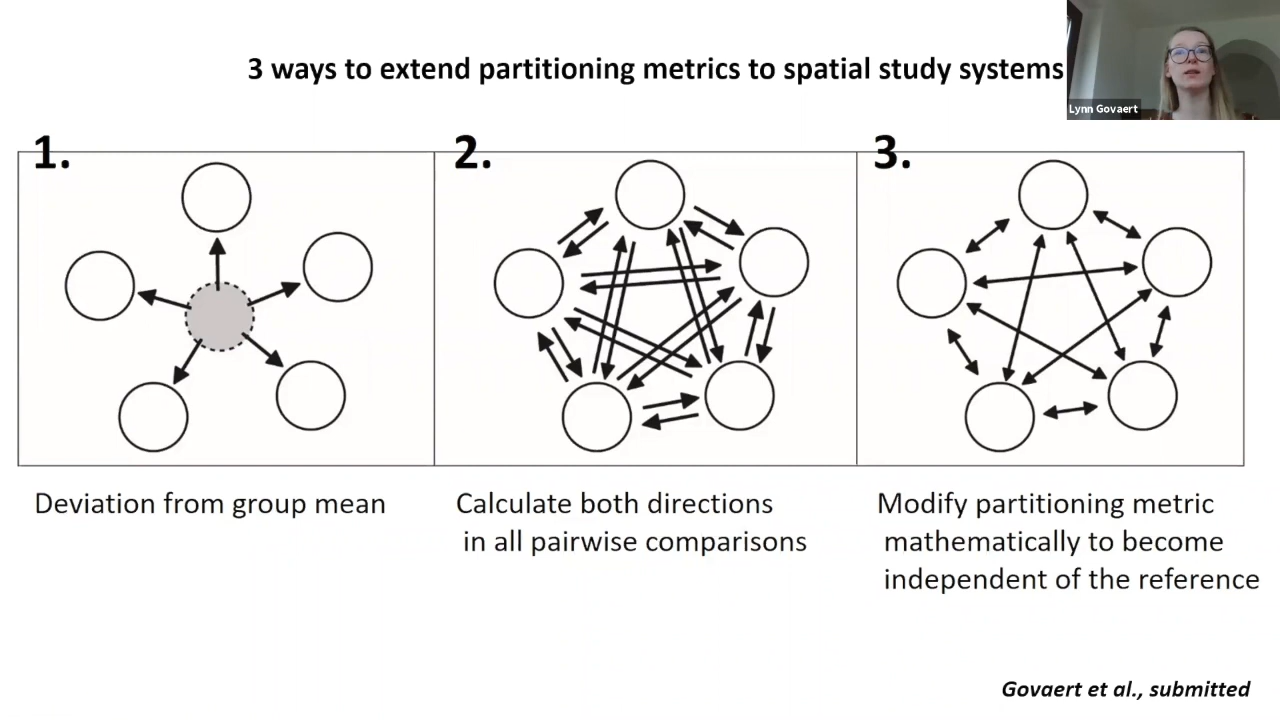 3 ways to extend partitioning metrics to spatial study systems
Lynn Govaert
1.
2.
3.
Deviation from group mean
Calculate both directions
in all pairwise comparisons
Modify partitioning metric
mathematically to become
independent of the reference
Govaert et al., submitted